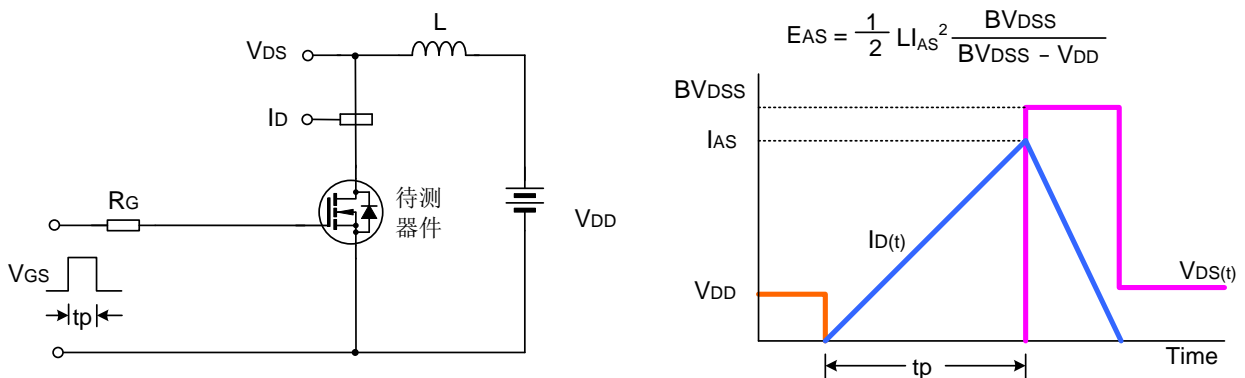 L
VDS
ID
RG
待测
器件
VDD
VGS
tp
EAS = 1/2 LIAS² BVDSS/BVDSS – VDD
BVDSS
IAS
ID(t)
VDD
VDS(t)
tp
Time